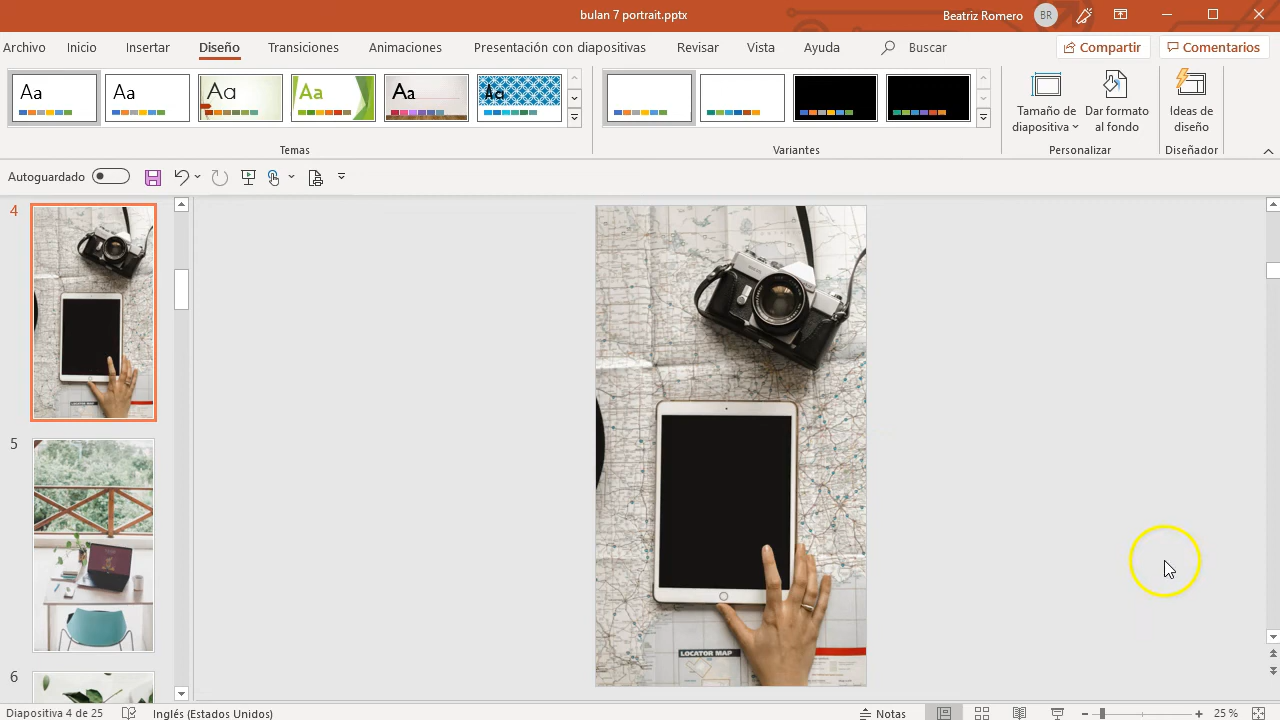 bulan 7 portrait.pptx
Beatriz Romero
BR
Archivo
Inicio
Insertar
Diseño
Transiciones
Animaciones
Presentación con diapositivas
Revisar
Vista
Ayuda
Buscar
Compartir
Comentarios
Aa
Aa
Aa
Aa
Aa
Aa
Temas
Variantes
Tamaño de
diapositiva
Dar formato
al fondo
Personalizar
Ideas de
diseño
Diseñador
Autoguardado
4
5
6
LOCATOR MAP
Diapositiva 4 de 25
Inglés (Estados Unidos)
Notas
25 %